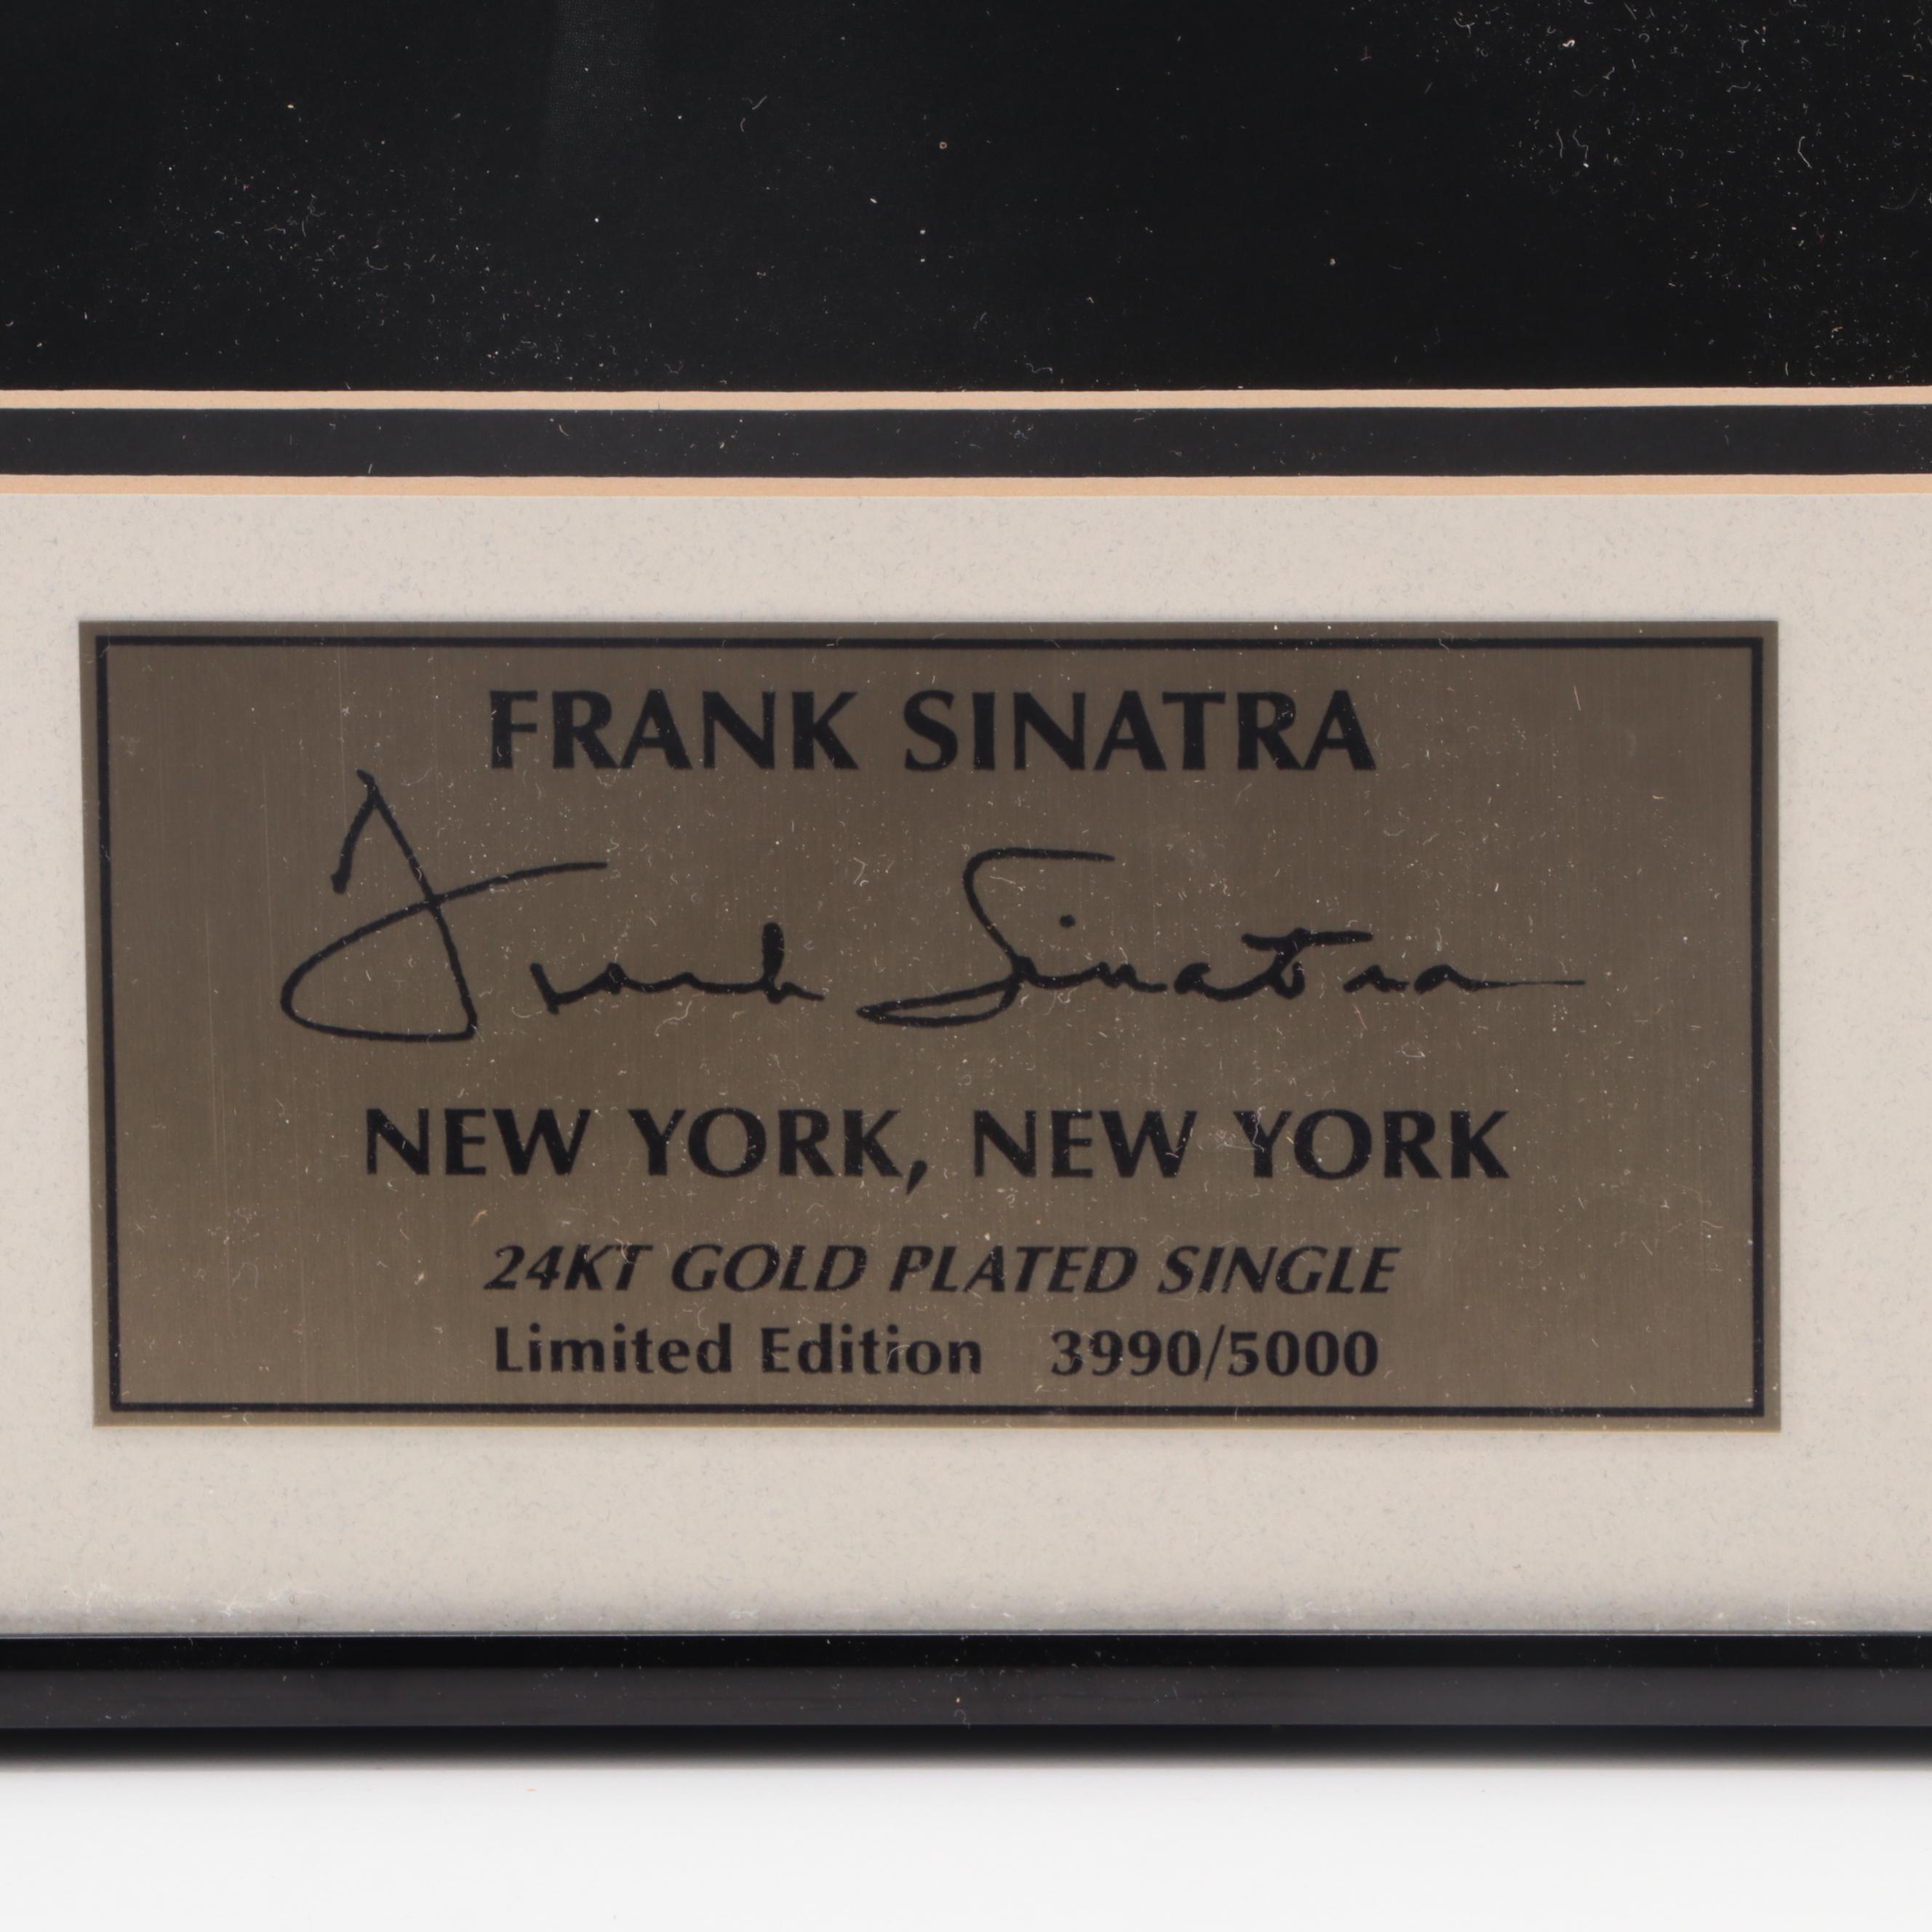 FRANK SINATRA
Frank Sinatra
NEW YORK, NEW YORK
24KT GOLD PLATED SINGLE
Limited Edition 3990/5000